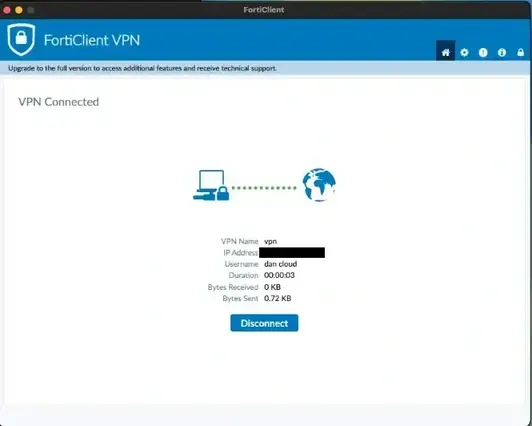 FortiClient
FortiClient VPN
Upgrade to the full version to access additional features and receive technical support.
VPN Connected
VPN Name vpn
IP Address
Username dan cloud
Duration 00:00:03
Bytes Received 0 KB
Bytes Sent 0.72 KB
Disconnect